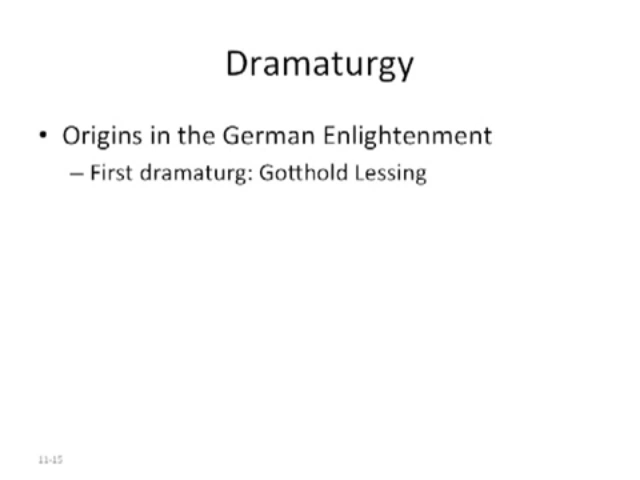 Dramaturgy
• Origins in the German Enlightenment
– First dramaturg: Gotthold Lessing
11-15